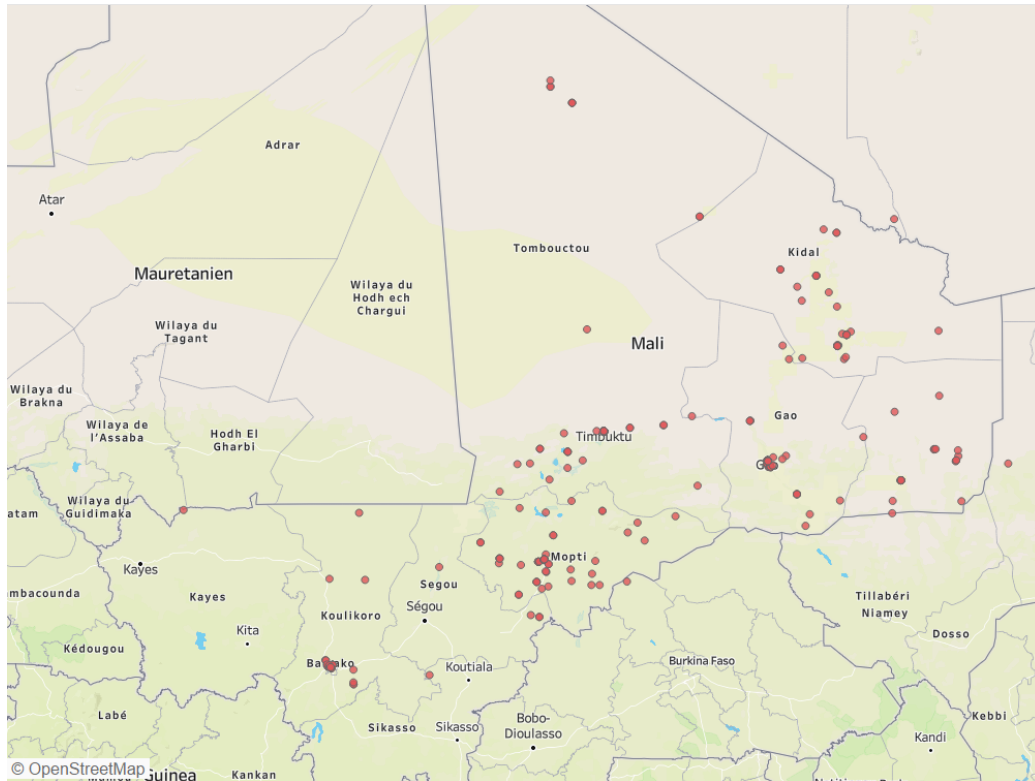 Adrar
Atar
Tombouctou
Kidal
Mauretanien
Wilaya du
Hodh ech
Chargui
Wilaya du
Tagant
Mali
Wilaya du
Brakna
Wilaya de
l'Assaba
Hodh El
Gharbi
Gao
Timbuktu
Wilaya du
Guidimaka
Kayes
Mopti
Segou
Kayes
Koulikoro
Ségou
Tillabéri
Niamey
Kédougou
Kita
Dosso
Koutiala
Burkina Faso
Labé
Sikasso
Sikasso
Bobo-
Dioulasso
Kebbi
Kandi
© OpenStreetMap
Guinea
Kankan